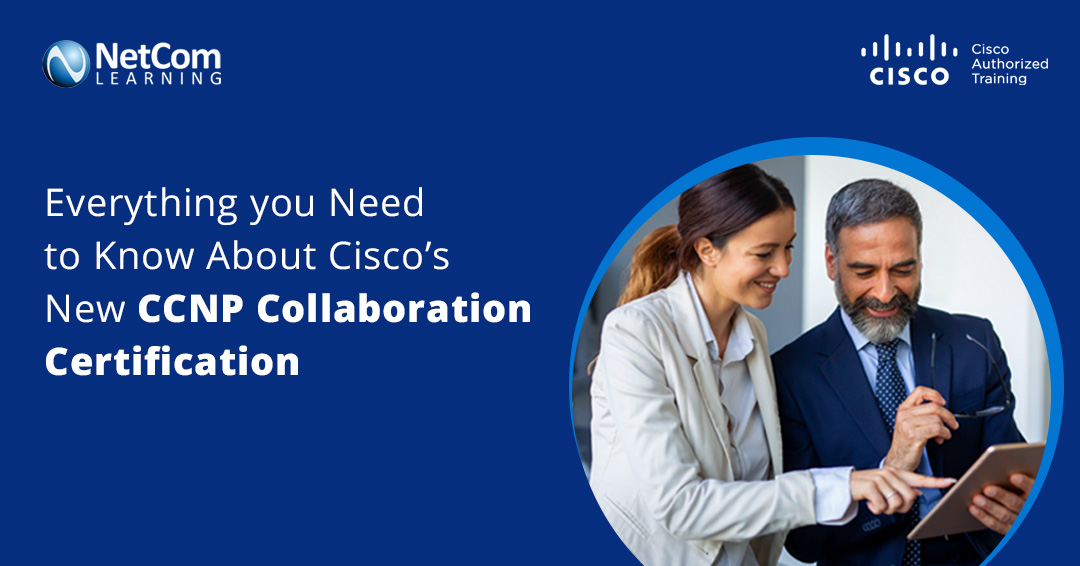 NetCom
LEARNING
CISCO
Cisco
Authorized
Training
Everything you Need
to Know About Cisco’s
New CCNP Collaboration
Certification